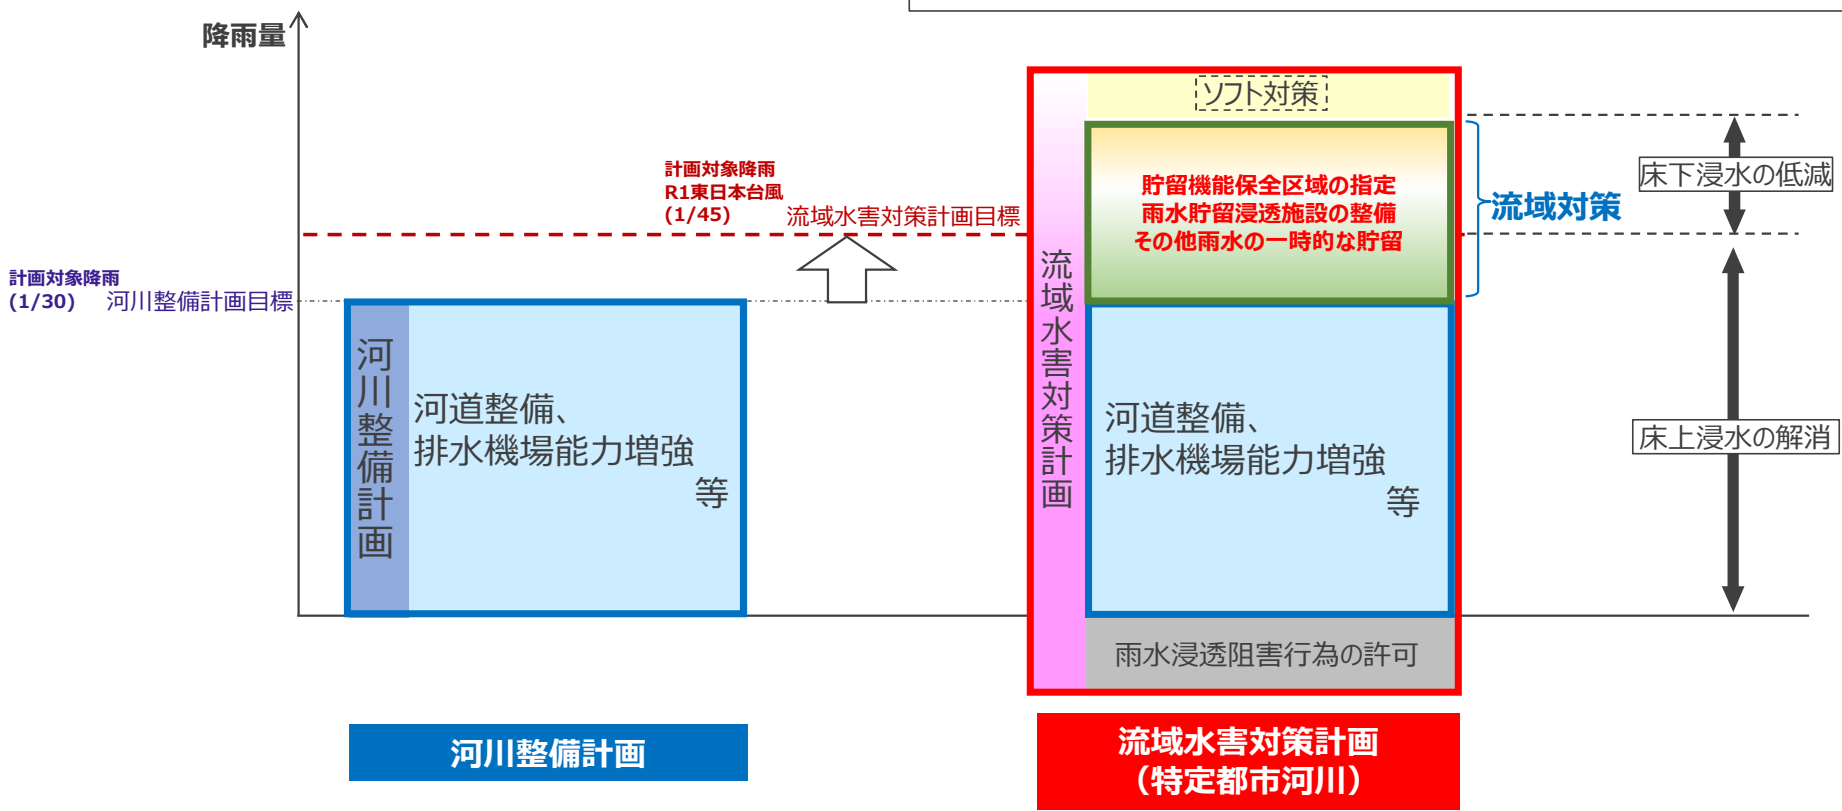 降雨量
計画対象降雨
R1東日本台風
(1/45)
流域水害対策計画目標
計画対象降雨
(1/30)
河川整備計画目標
河川整備計画
河道整備、
排水機場能力増強
等
流域水害対策計画
ソフト対策
貯留機能保全区域の指定
雨水貯留浸透施設の整備
その他雨水の一時的な貯留
河道整備、
排水機場能力増強
等
雨水浸透阻害行為の許可
流域対策
床下浸水の低減
床上浸水の解消
河川整備計画
流域水害対策計画
（特定都市河川）